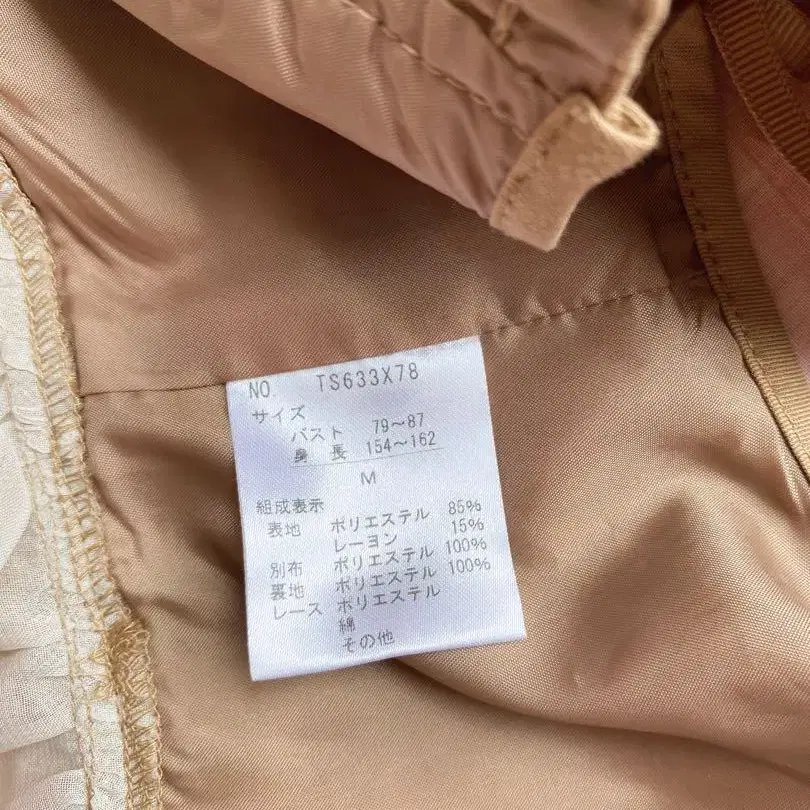 NO. TS633X78
サイズ
バスト 79～87
身長 154～162
M
組成表示
表地 ポリエステル 85%
レーヨン 15%
別布 ポリエステル 100%
裏地 ポリエステル 100%
レース ポリエステル
綿
その他